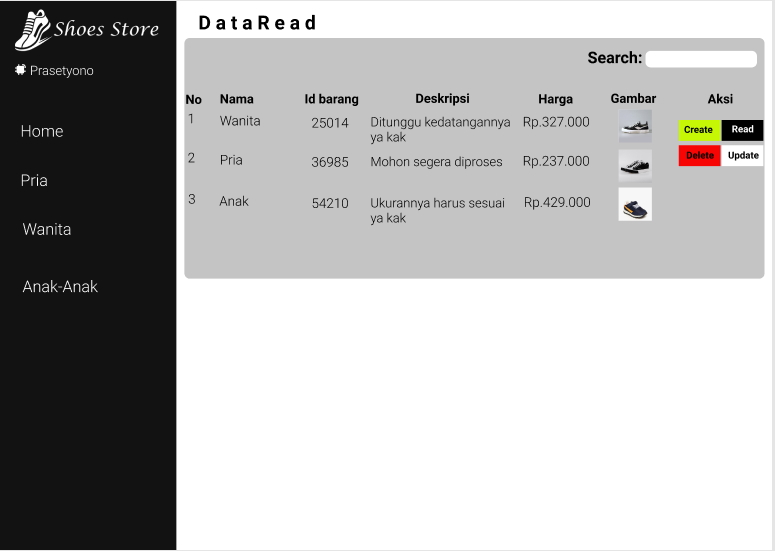 Shoes Store
Prasetyono
Home
Pria
Wanita
Anak-Anak
DataRead
Search:
No Nama Id barang Deskripsi Harga Gambar Aksi
1 Wanita 25014 Ditunggu kedatangannya Rp.327.000 Create Read
ya kak
2 Pria 36985 Mohon segera diproses Rp.237.000 Delete Update
3 Anak 54210 Ukurannya harus sesuai Rp.429.000
ya kak